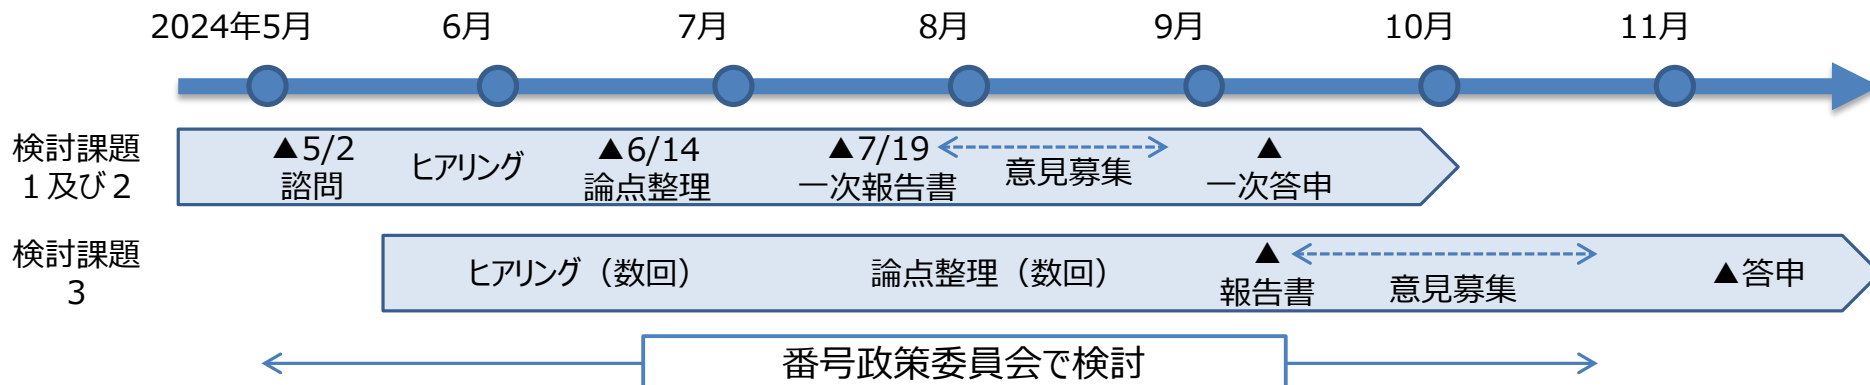 2024年5月
6月
7月
8月
9月
10月
11月
検討課題
１及び２
▲5/2
諮問
ヒアリング
▲6/14
論点整理
▲7/19
一次報告書
意見募集
▲
一次答申
検討課題
3
ヒアリング（数回）
論点整理（数回）
▲
報告書
意見募集
▲答申
番号政策委員会で検討